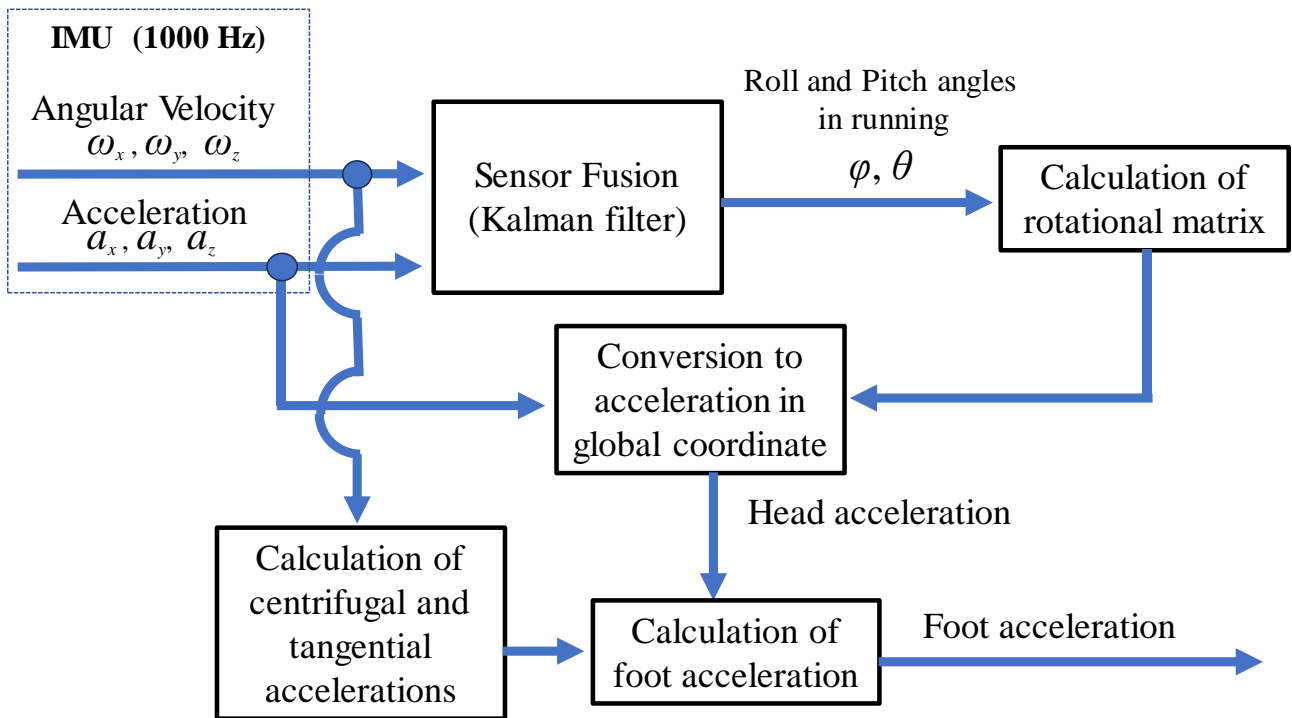 IMU (1000 Hz)
Angular Velocity
ω_x, ω_y, ω_z
Acceleration
a_x, a_y, a_z
Sensor Fusion
(Kalman filter)
Roll and Pitch angles
in running
φ, θ
Calculation of
rotational matrix
Conversion to
acceleration in
global coordinate
Head acceleration
Calculation of
centrifugal and
tangential
accelerations
Calculation of
foot acceleration
Foot acceleration